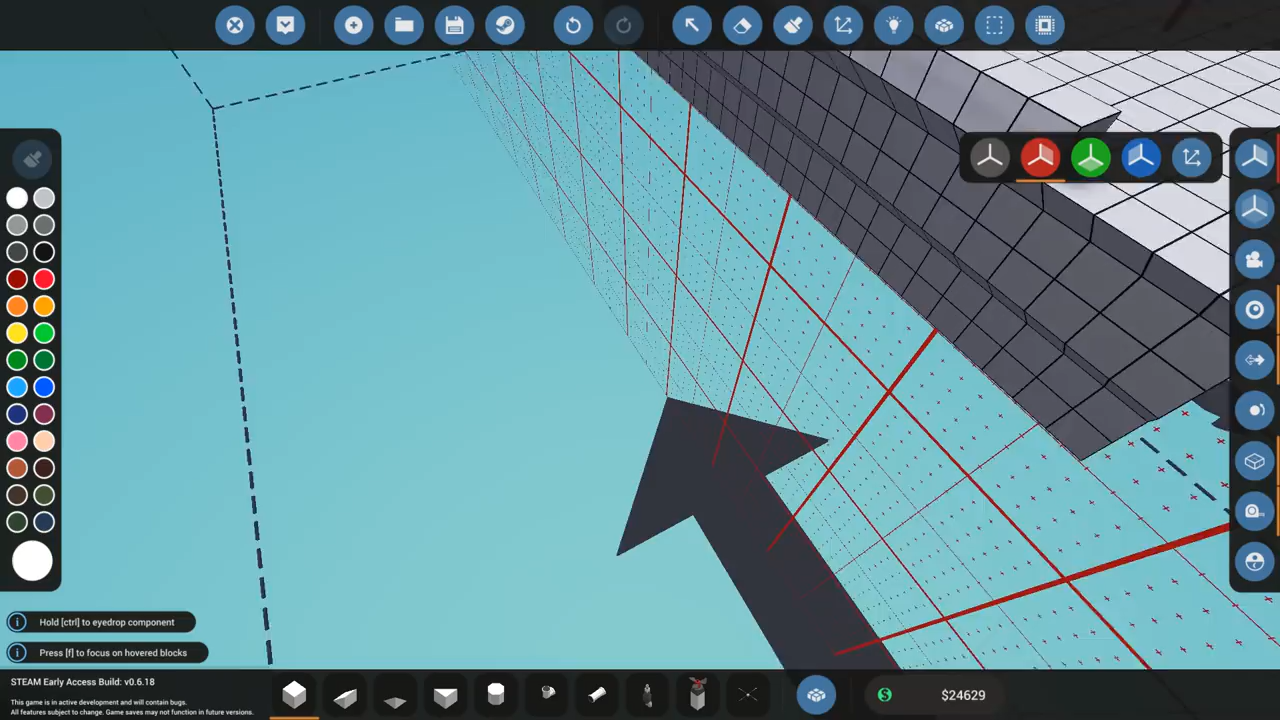 Hold [ctrl] to eyedrop component
Press [f] to focus on hovered blocks
STEAM Early Access Build: v0.6.18
This game is in active development and will contain bugs.
All features subject to change. Game saves may not function in future versions.
$24629